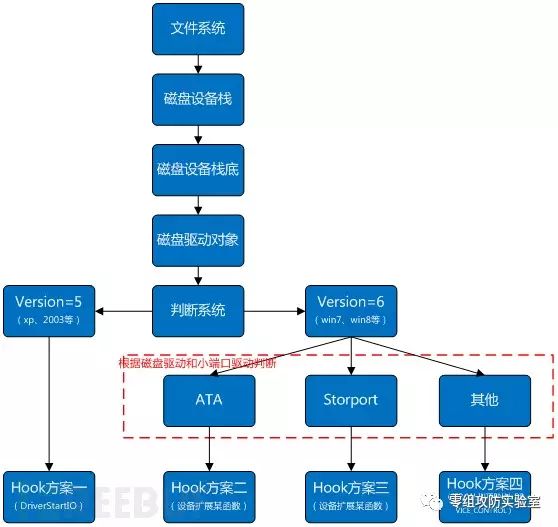 文件系统
磁盘设备栈
磁盘设备栈底
磁盘驱动对象
Version=5
（xp、2003等）
判断系统
Version=6
（win7、win8等）
根据磁盘驱动和小端口驱动判断
ATA
Storport
其他
Hook方案一
（DriverStartIO）
Hook方案二
（设备扩展某函数）
Hook方案三
（设备扩展某函数）
Hook方案四
零组攻防实验室
VICE CONTROL）